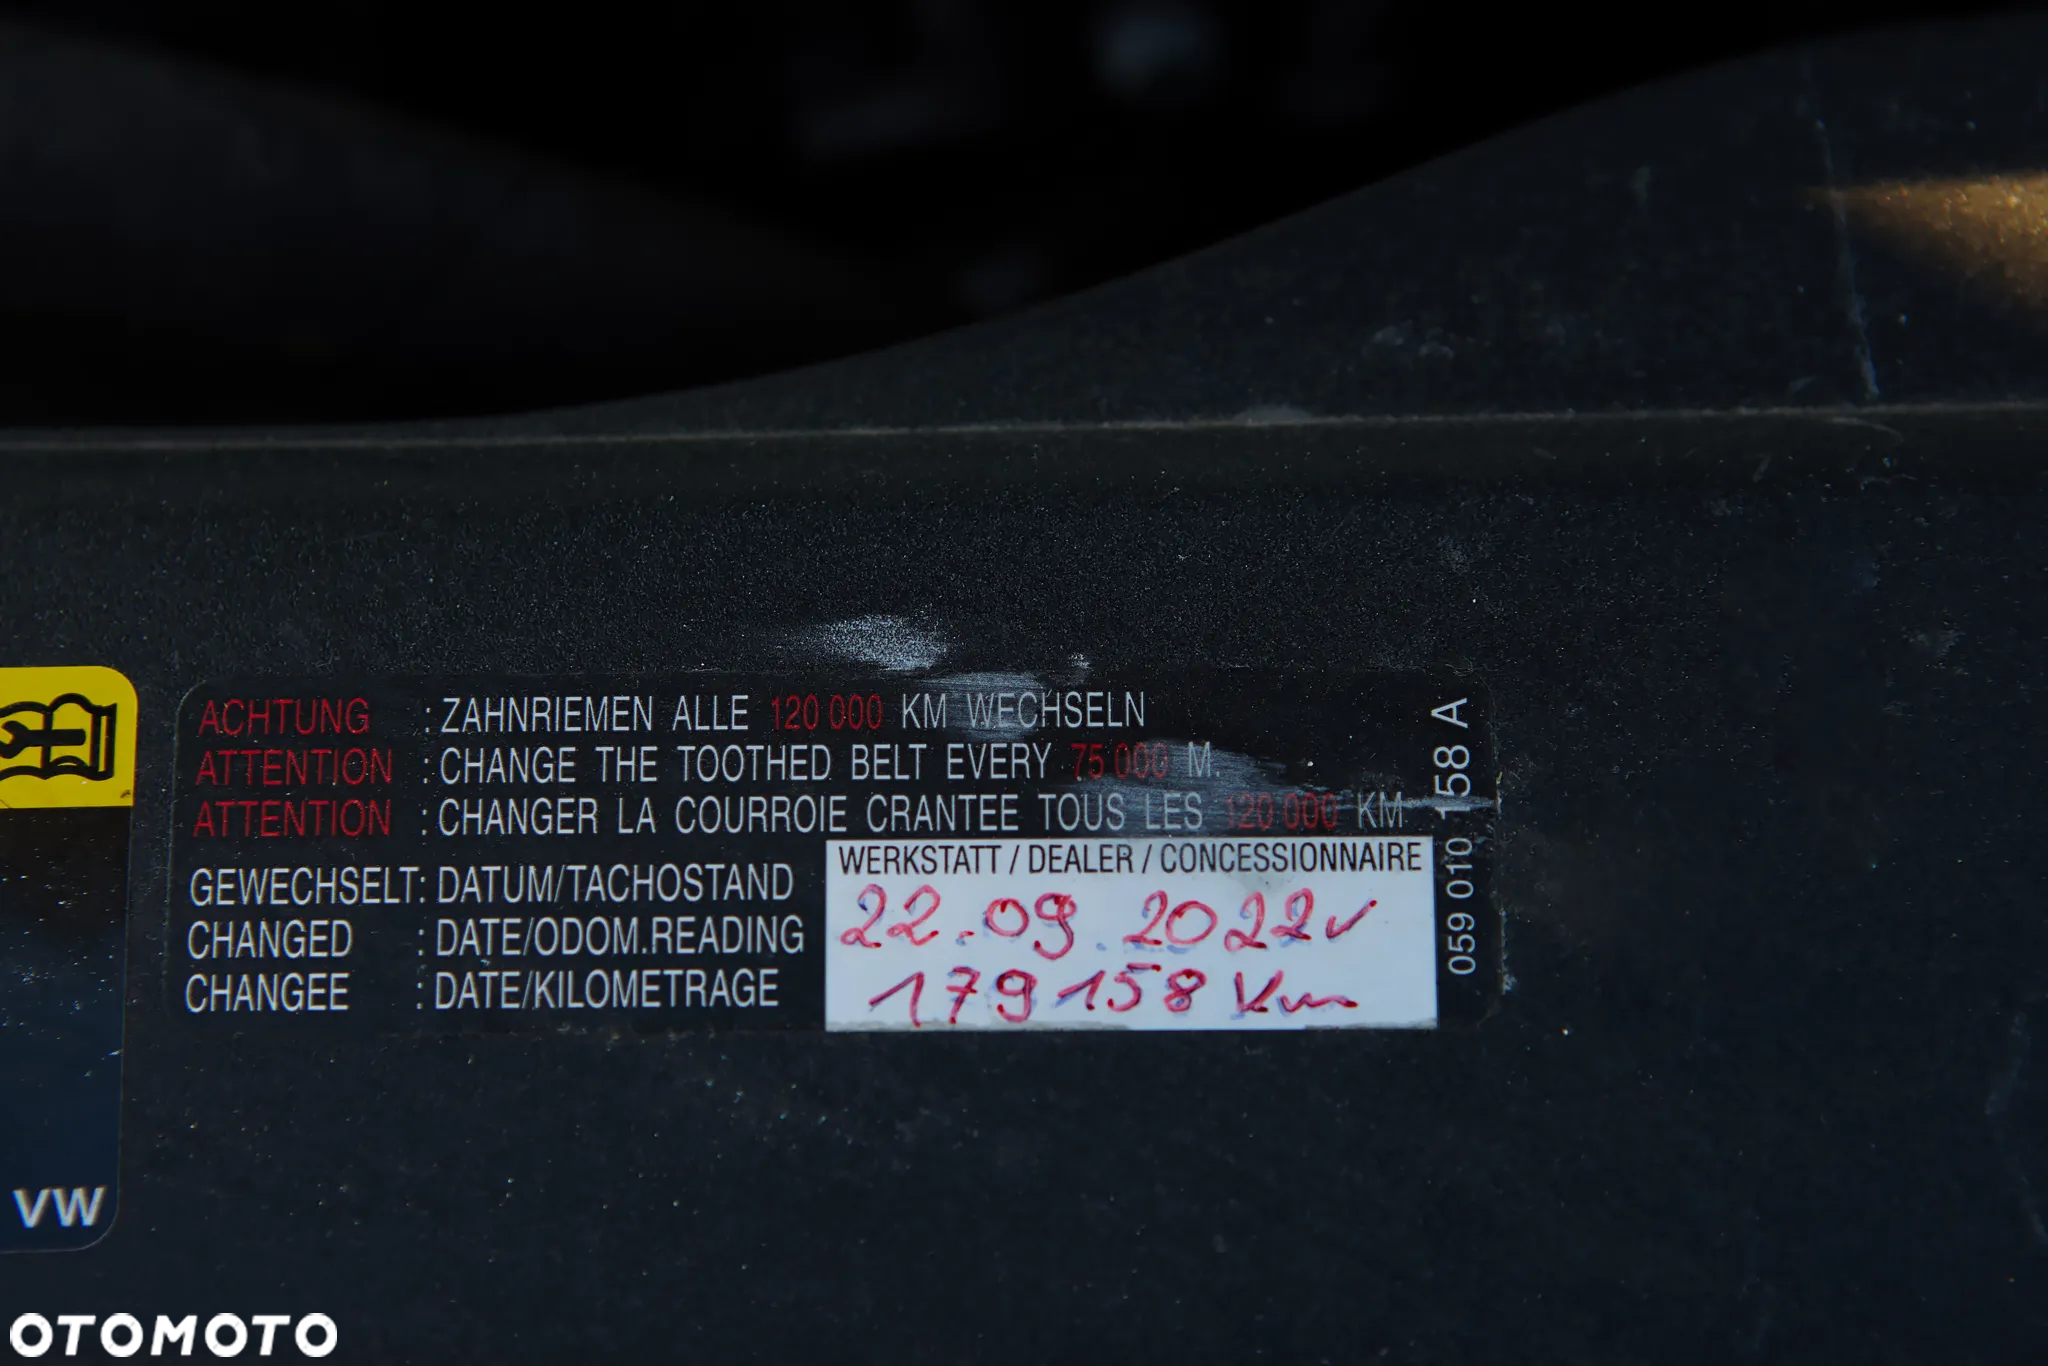 ACHTUNG : ZAHNRIEMEN ALLE 120 000 KM WECHSELN
ATTENTION : CHANGE THE TOOTHED BELT EVERY 75 000 M.
ATTENTION : CHANGER LA COURROIE CRANTEE TOUS LES 120 000 KM
WERKSTATT / DEALER / CONCESSIONNAIRE
GEWECHSELT: DATUM/TACHOSTAND
CHANGED : DATE/ODOM.READING
CHANGEE : DATE/KILOMETRAGE
22.09.2022r
179158 Km
059 010 158 A
VW
OTOMOTO